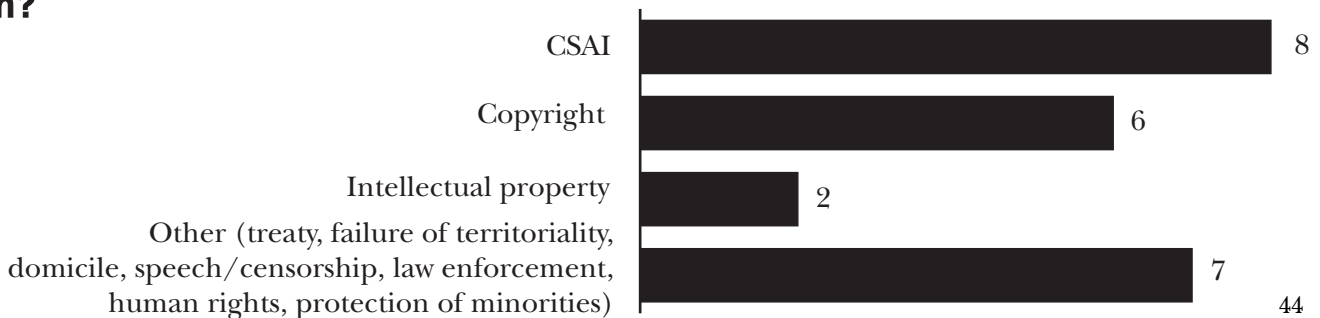 n?
CSAI 8
Copyright 6
Intellectual property 2
Other (treaty, failure of territoriality,
domicile, speech/censorship, law enforcement, 7
human rights, protection of minorities)
44